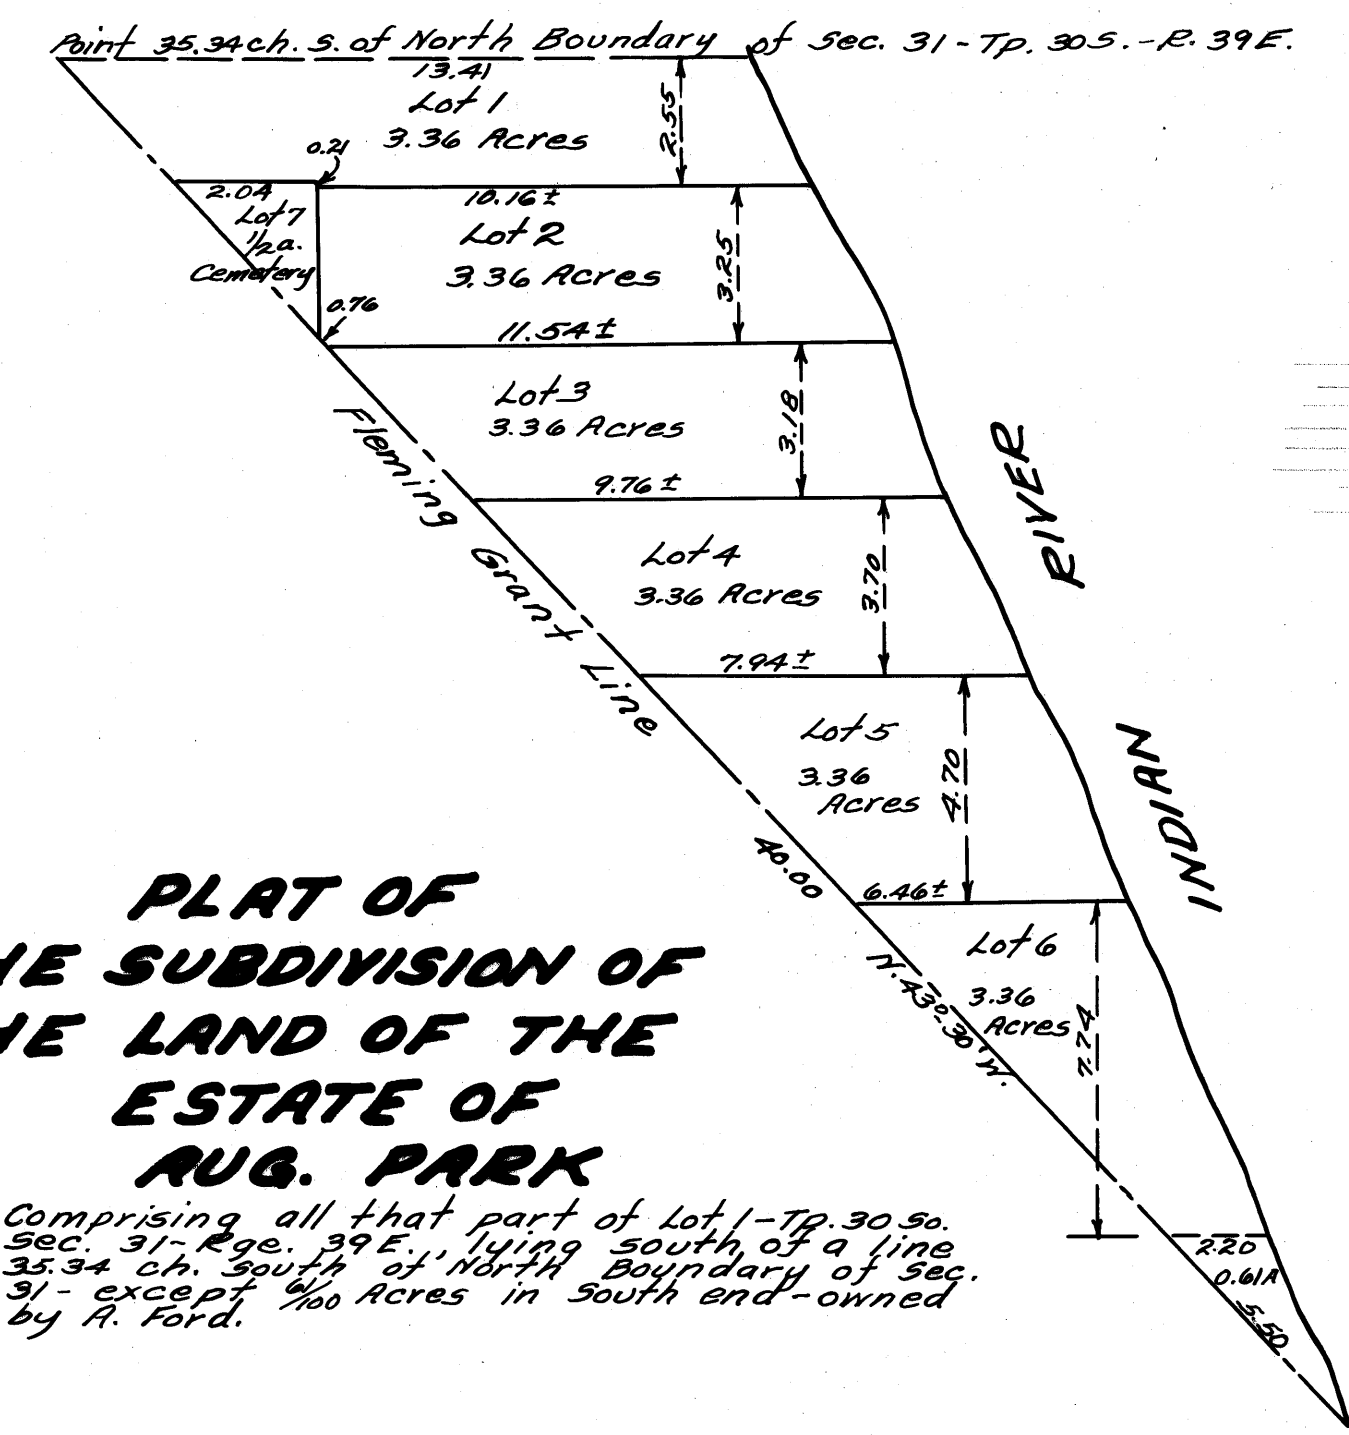 Point 35.34 ch. S. of North Boundary of Sec. 31 - Tp. 30 S. - R. 39 E.
13.41
Lot 1
3.36 Acres
2.55
0.21
2.04
Lot 7
1/2 a.
Cemetery
0.76
10.16 ±
Lot 2
3.36 Acres
3.25
11.54 ±
Lot 3
3.36 Acres
3.18
9.76 ±
Fleming Grant Line
Lot 4
3.36 Acres
3.70
7.94 ±
Lot 5
3.36
Acres
4.70
6.46 ±
40.00
N. 43°-30' W.
Lot 6
3.36
Acres
7.74
2.20
0.61 A
5.50
INDIAN RIVER
PLAT OF
HE SUBDIVISION OF
HE LAND OF THE
ESTATE OF
AUG. PARK
Comprising all that part of Lot 1 - Tp. 30 So.
Sec. 31 - Rge. 39 E., lying south of a line
35.34 ch. South of North Boundary of Sec.
31 - except 61/100 Acres in South end - owned
by A. Ford.